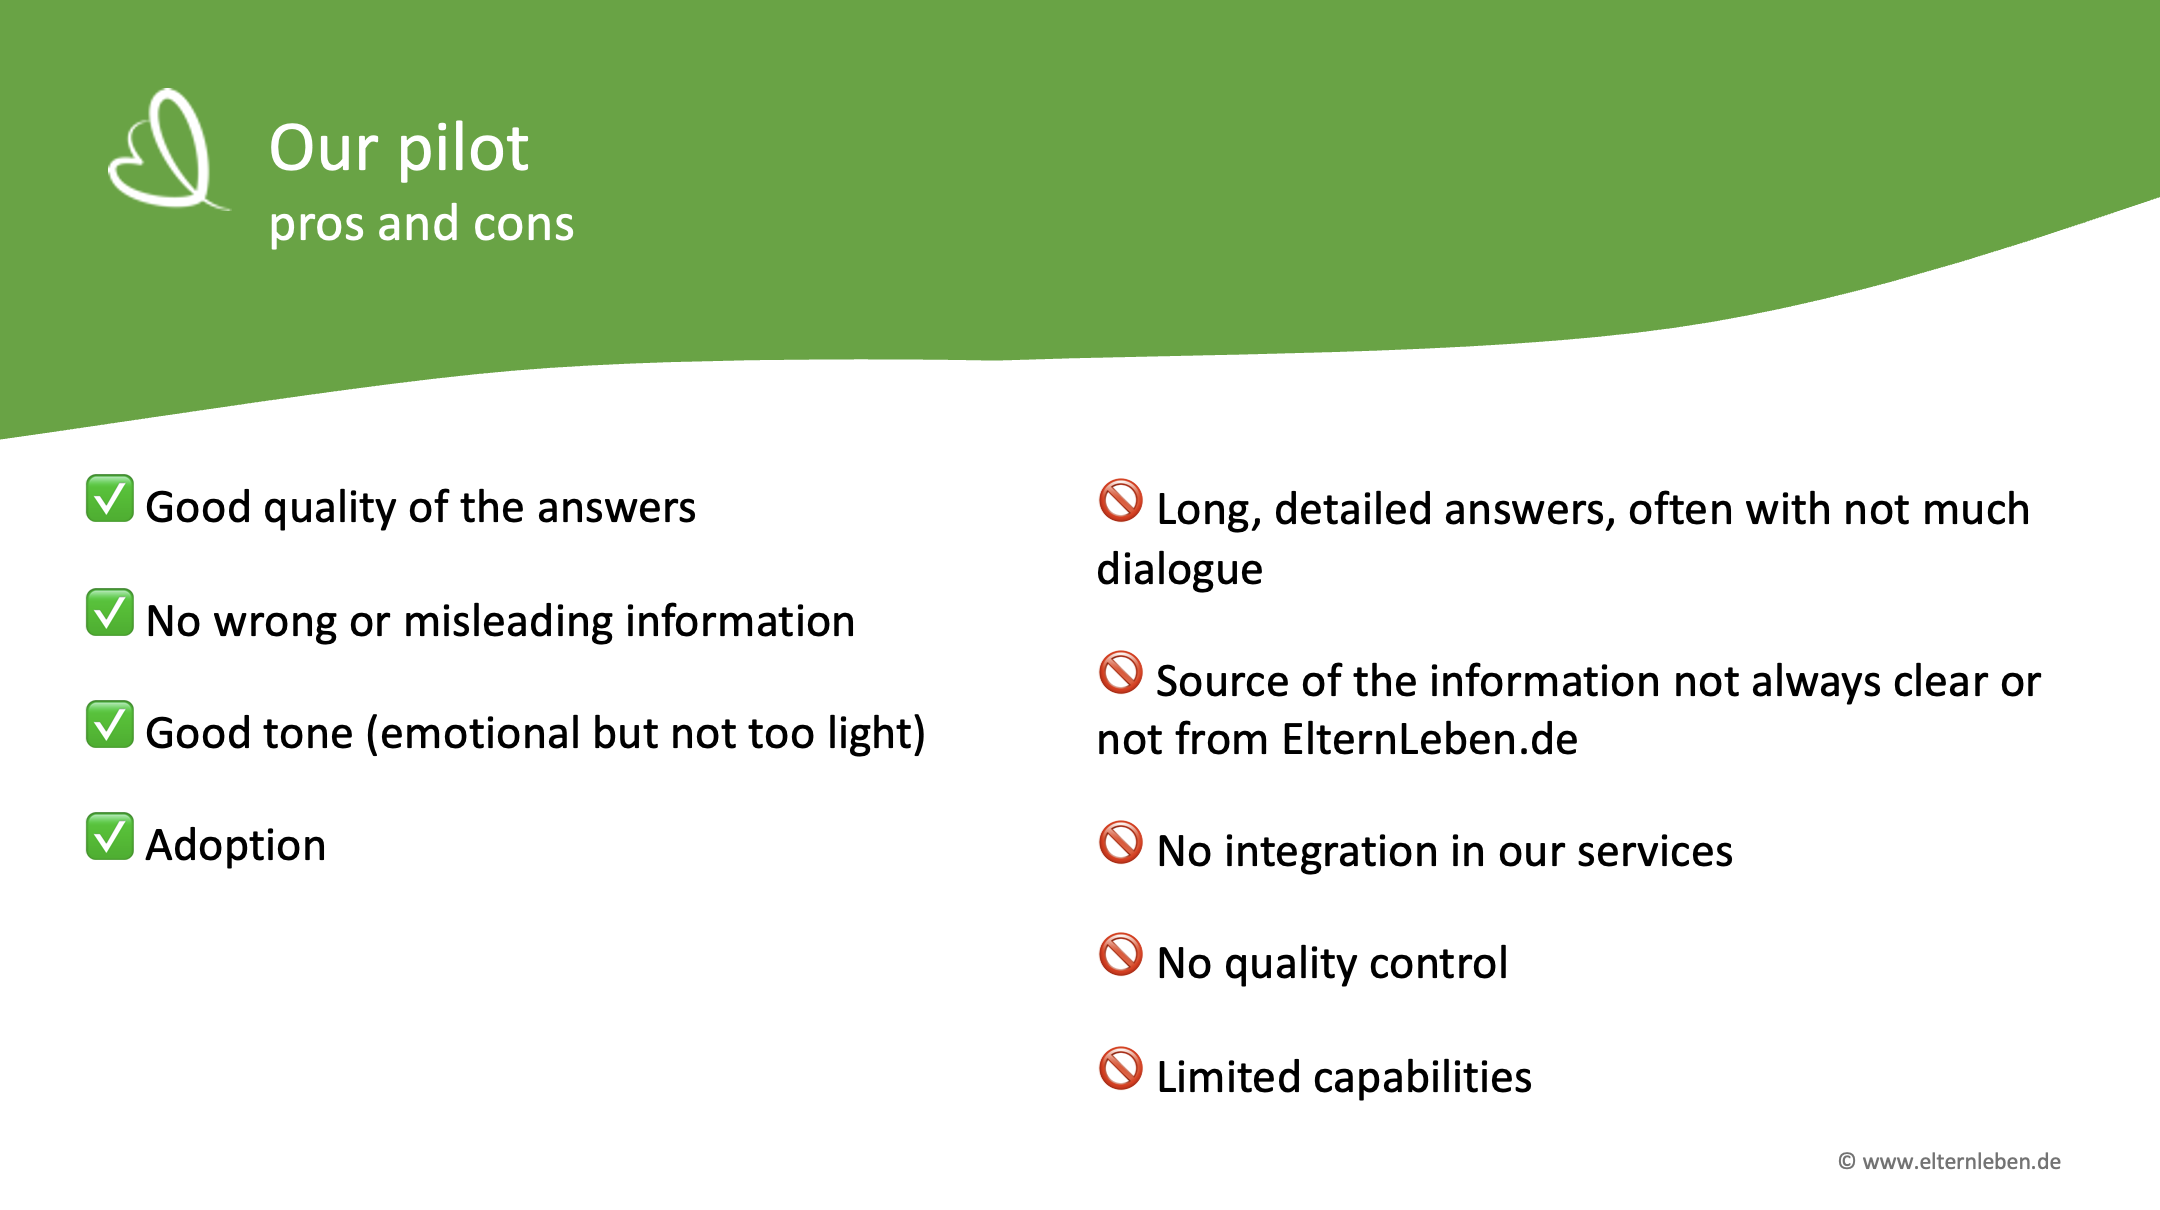 Our pilot
pros and cons
✅ Good quality of the answers
✅ No wrong or misleading information
✅ Good tone (emotional but not too light)
✅ Adoption
🚫 Long, detailed answers, often with not much
dialogue
🚫 Source of the information not always clear or
not from ElternLeben.de
🚫 No integration in our services
🚫 No quality control
🚫 Limited capabilities
© www.elternleben.de